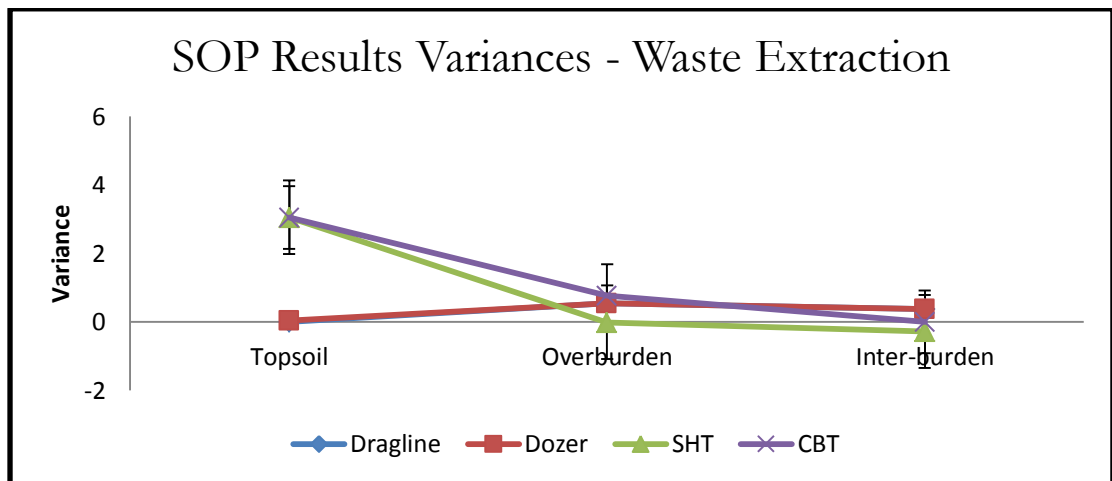 SOP Results Variances - Waste Extraction
6
4
2
0
-2
Variance
Topsoil Overburden Inter-burden
Dragline Dozer SHT CBT